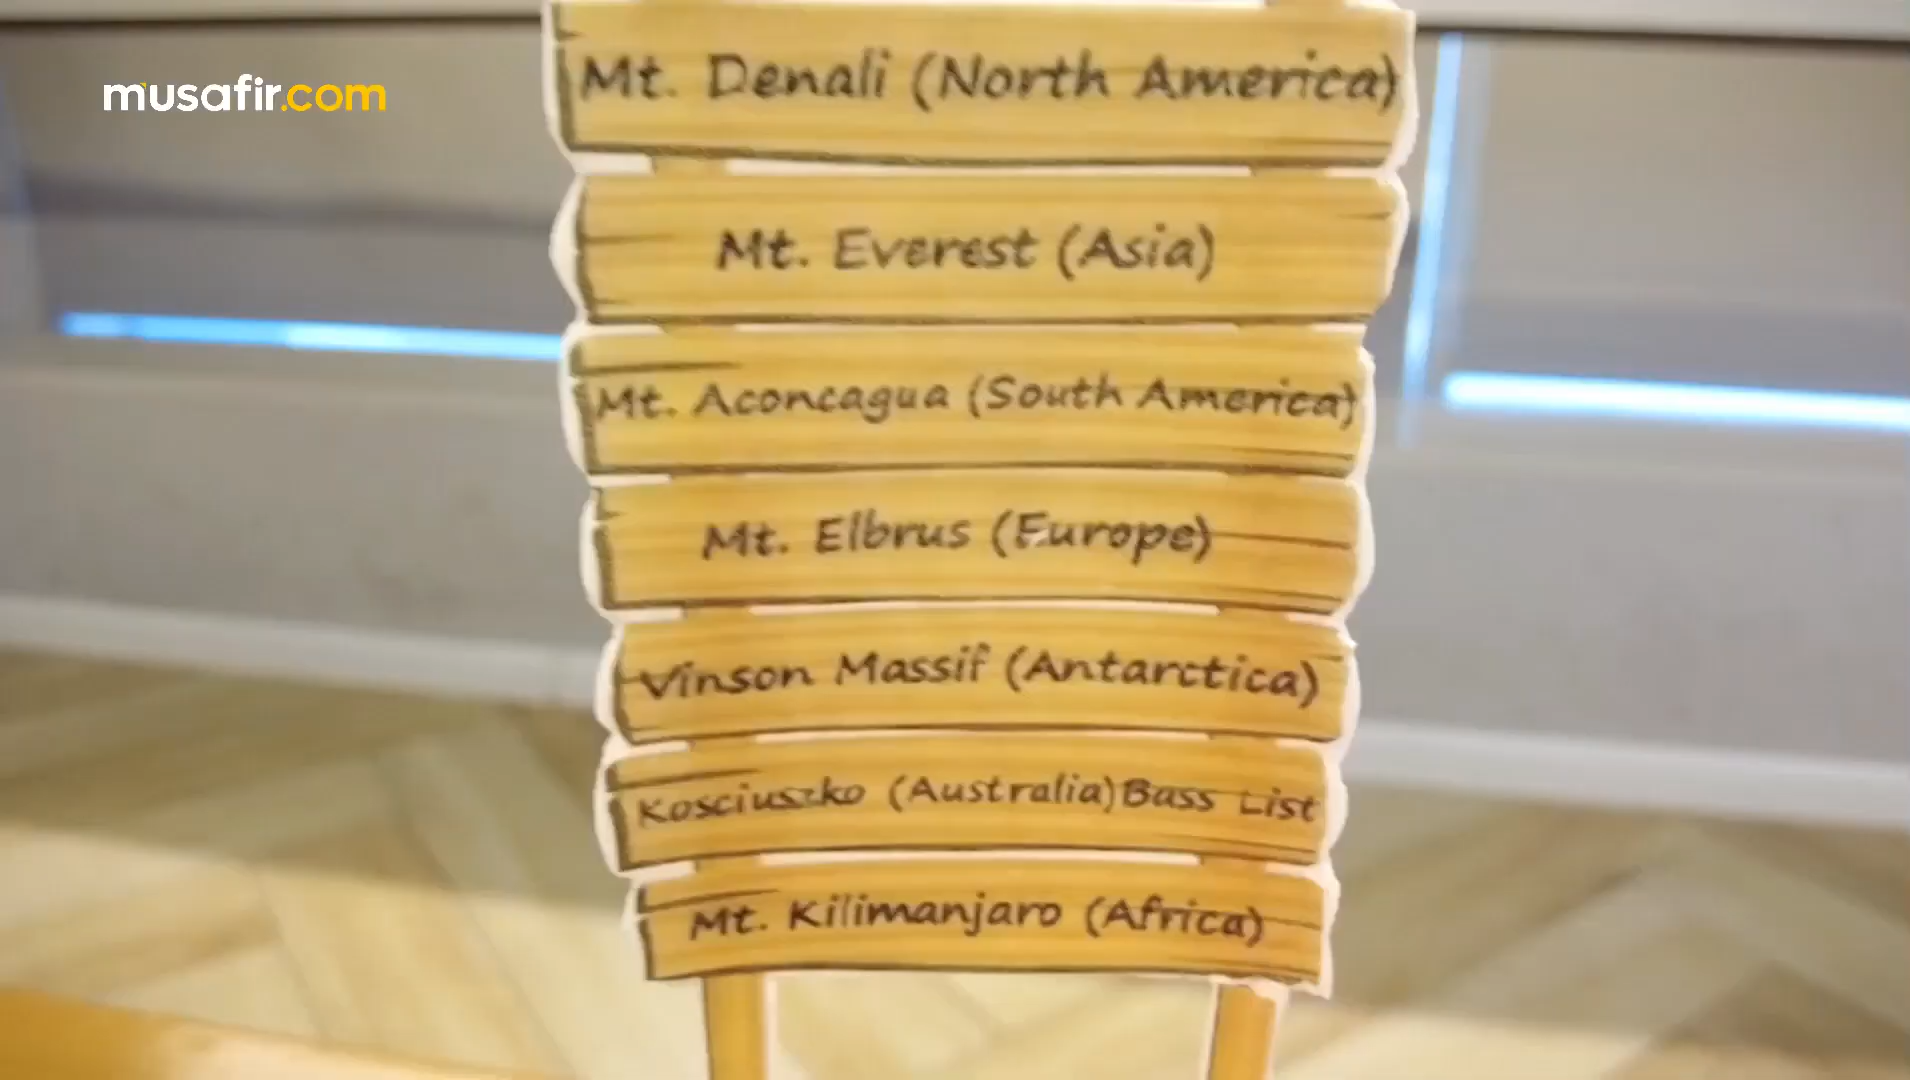 musafir.com
Mt. Denali (North America)
Mt. Everest (Asia)
Mt. Aconcagua (South America)
Mt. Elbrus (Europe)
Vinson Massif (Antarctica)
Kosciuszko (Australia)Bass List
Mt. Kilimanjaro (Africa)